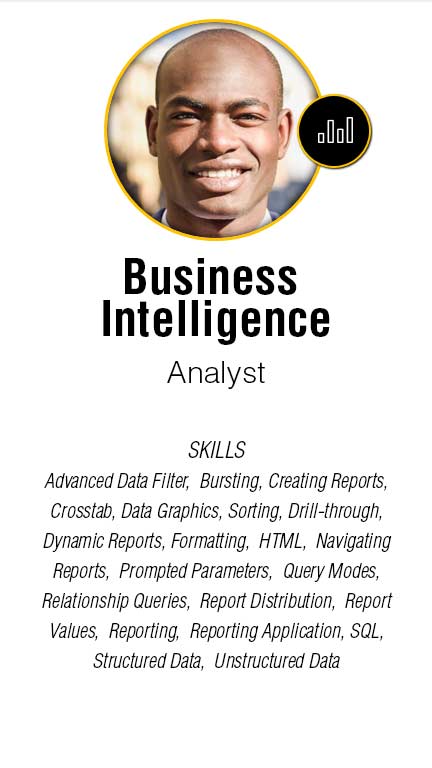 Business
Intelligence
Analyst
SKILLS
Advanced Data Filter, Bursting, Creating Reports,
Crosstab, Data Graphics, Sorting, Drill-through,
Dynamic Reports, Formatting, HTML, Navigating
Reports, Prompted Parameters, Query Modes,
Relationship Queries, Report Distribution, Report
Values, Reporting, Reporting Application, SQL,
Structured Data, Unstructured Data